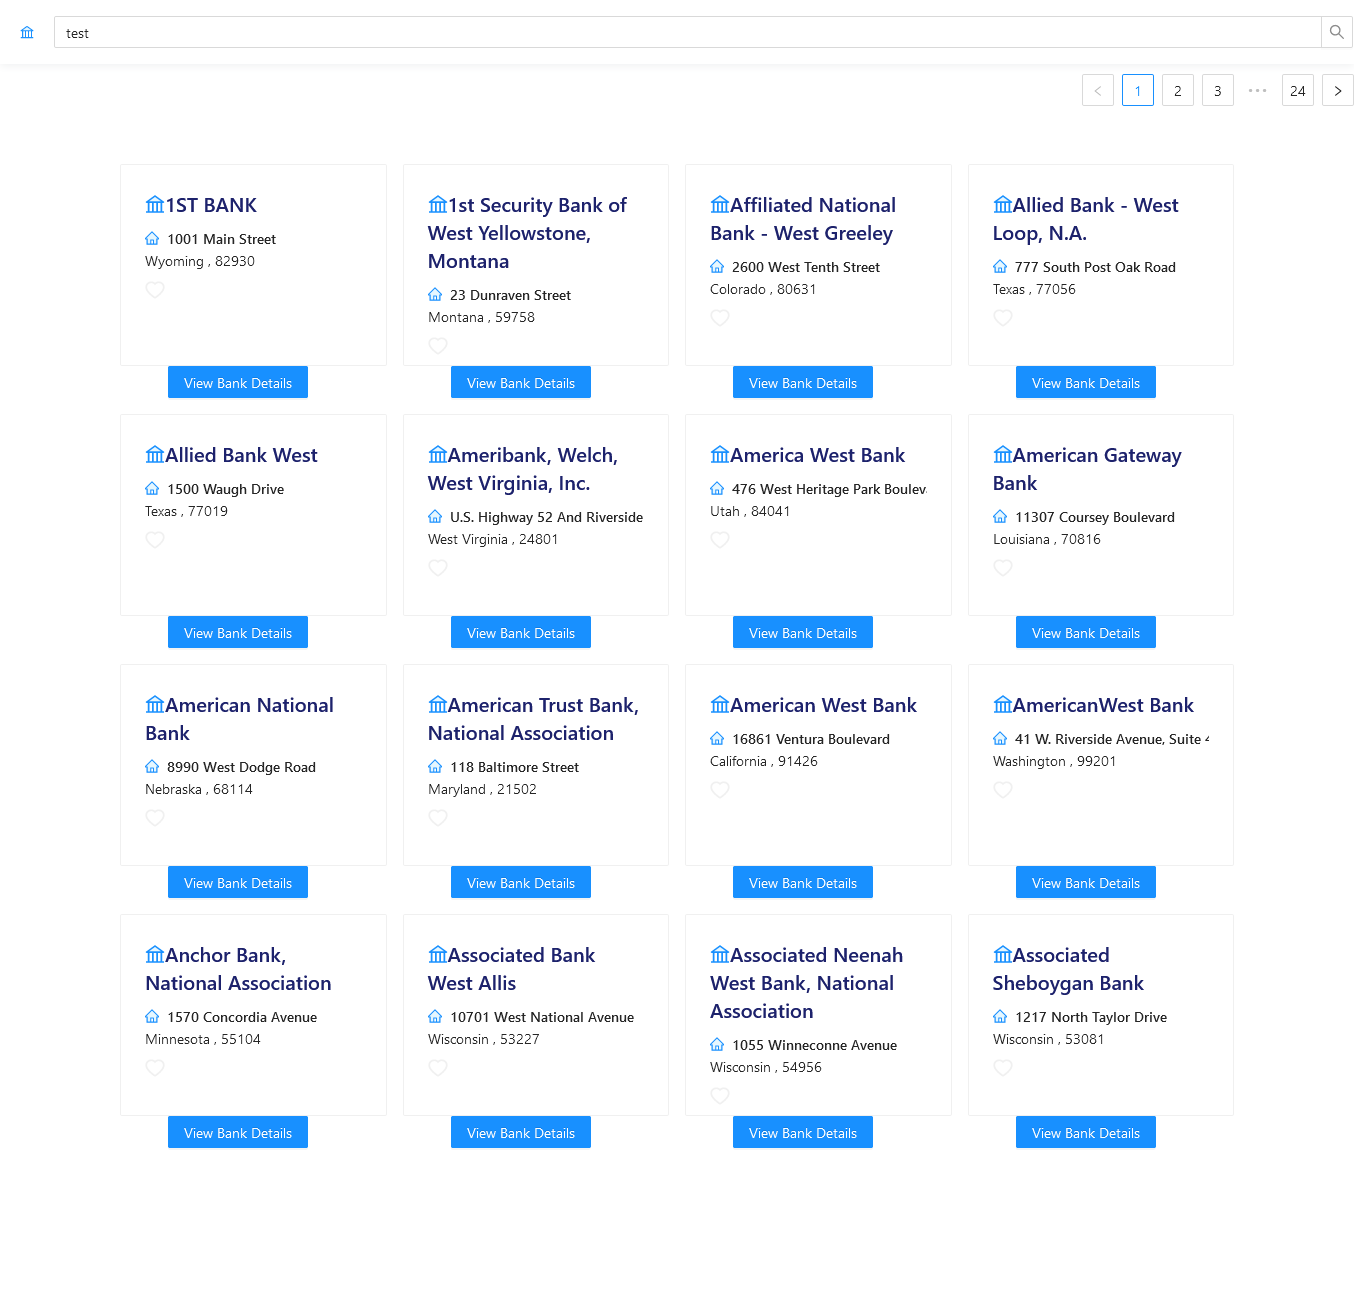 test
1 2 3 ••• 24
1ST BANK
1001 Main Street
Wyoming , 82930
View Bank Details
1st Security Bank of
West Yellowstone,
Montana
23 Dunraven Street
Montana , 59758
View Bank Details
Affiliated National
Bank - West Greeley
2600 West Tenth Street
Colorado , 80631
View Bank Details
Allied Bank - West
Loop, N.A.
777 South Post Oak Road
Texas , 77056
View Bank Details
Allied Bank West
1500 Waugh Drive
Texas , 77019
View Bank Details
Ameribank, Welch,
West Virginia, Inc.
U.S. Highway 52 And Riverside
West Virginia , 24801
View Bank Details
America West Bank
476 West Heritage Park Bouleva
Utah , 84041
View Bank Details
American Gateway
Bank
11307 Coursey Boulevard
Louisiana , 70816
View Bank Details
American National
Bank
8990 West Dodge Road
Nebraska , 68114
View Bank Details
American Trust Bank,
National Association
118 Baltimore Street
Maryland , 21502
View Bank Details
American West Bank
16861 Ventura Boulevard
California , 91426
View Bank Details
AmericanWest Bank
41 W. Riverside Avenue, Suite
Washington , 99201
View Bank Details
Anchor Bank,
National Association
1570 Concordia Avenue
Minnesota , 55104
View Bank Details
Associated Bank
West Allis
10701 West National Avenue
Wisconsin , 53227
View Bank Details
Associated Neenah
West Bank, National
Association
1055 Winneconne Avenue
Wisconsin , 54956
View Bank Details
Associated
Sheboygan Bank
1217 North Taylor Drive
Wisconsin , 53081
View Bank Details